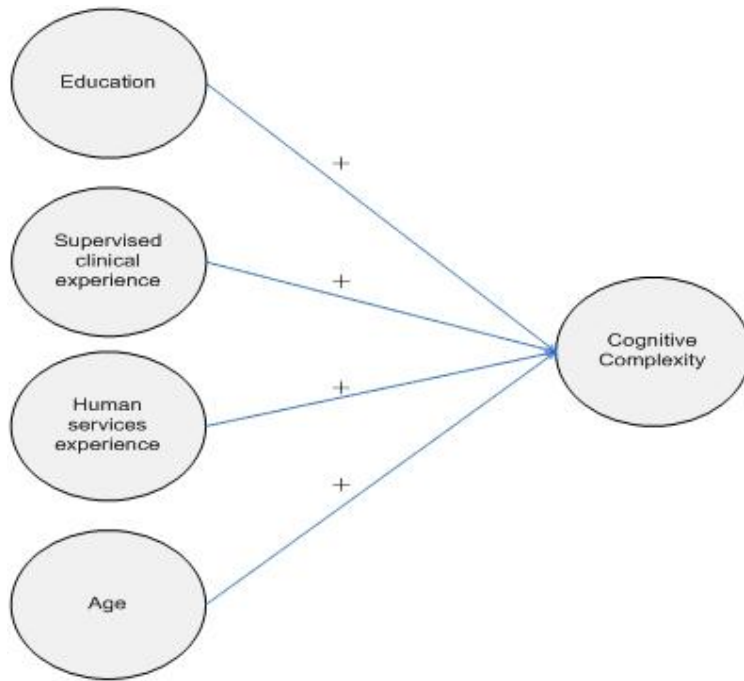 Education
+
Supervised
clinical
experience
+
Cognitive
Complexity
+
Human
services
experience
+
Age